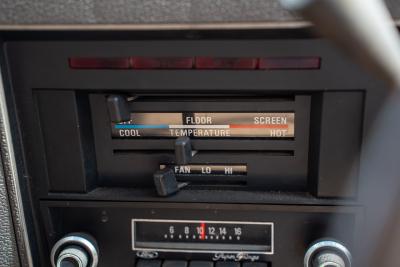 FLOOR SCREEN
COOL TEMPERATURE HOT
FAN LO HI
6 8 10 12 14 16